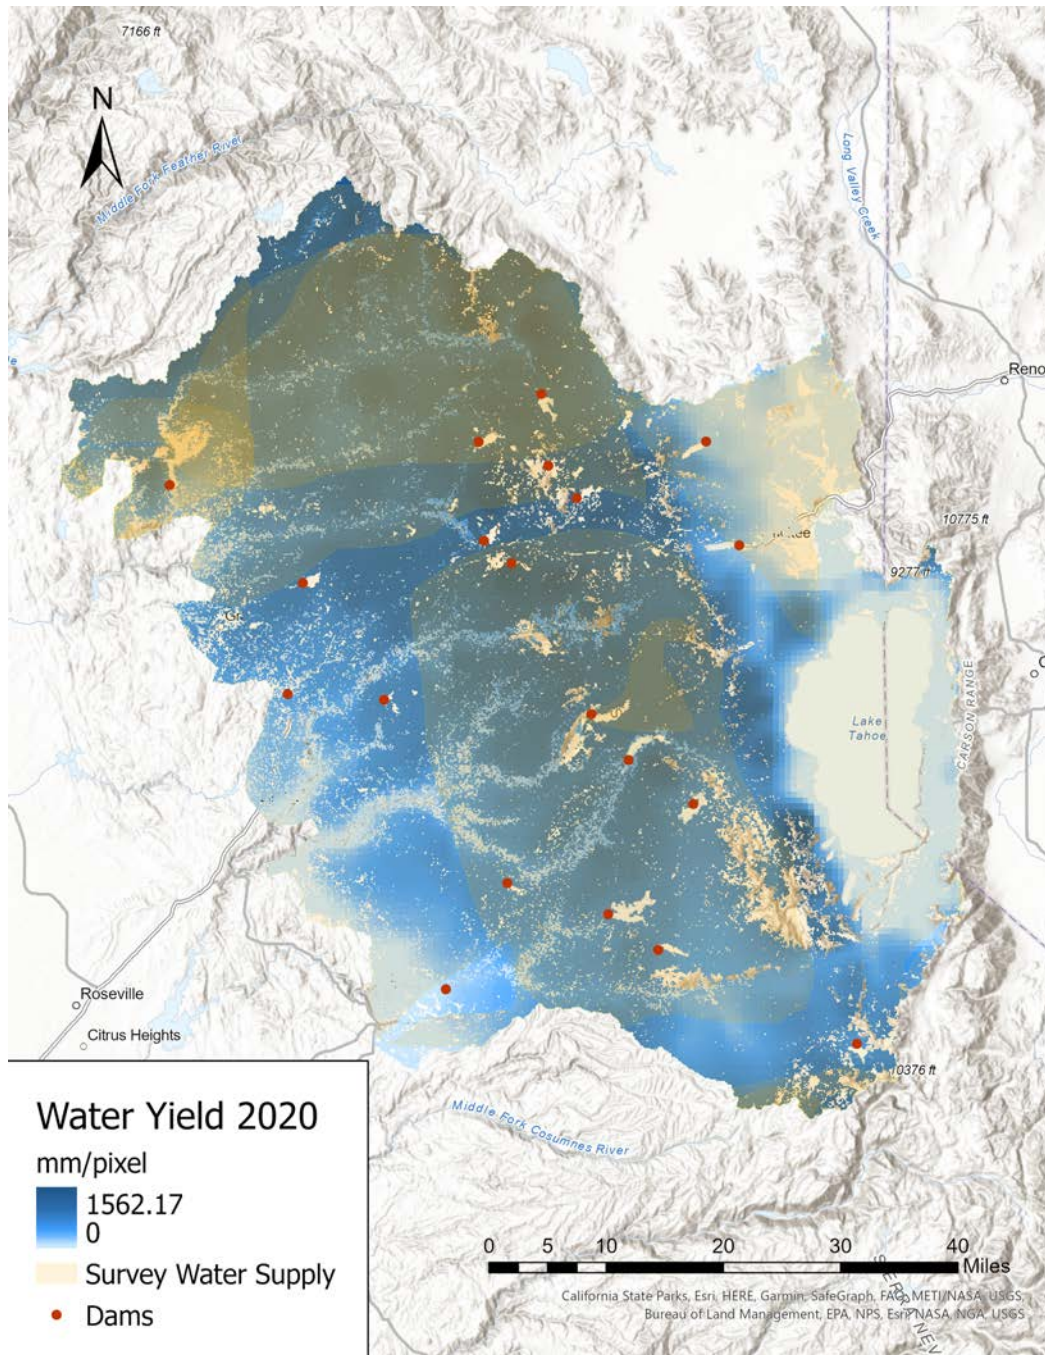 7166 ft
N
Middle Fork Feather River
Long Valley Creek
Reno
10775 ft
9277 ft
Gr
CARSON RANGE
Lake
Tahoe
Roseville
Citrus Heights
10376 ft
Middle Fork Cosumnes River
Water Yield 2020
mm/pixel
1562.17
0
Survey Water Supply
Dams
0 5 10 20 30 40
Miles
California State Parks, Esri, HERE, Garmin, SafeGraph, FAO, METI/NASA, USGS,
Bureau of Land Management, EPA, NPS, Esri, NASA, NGA, USGS